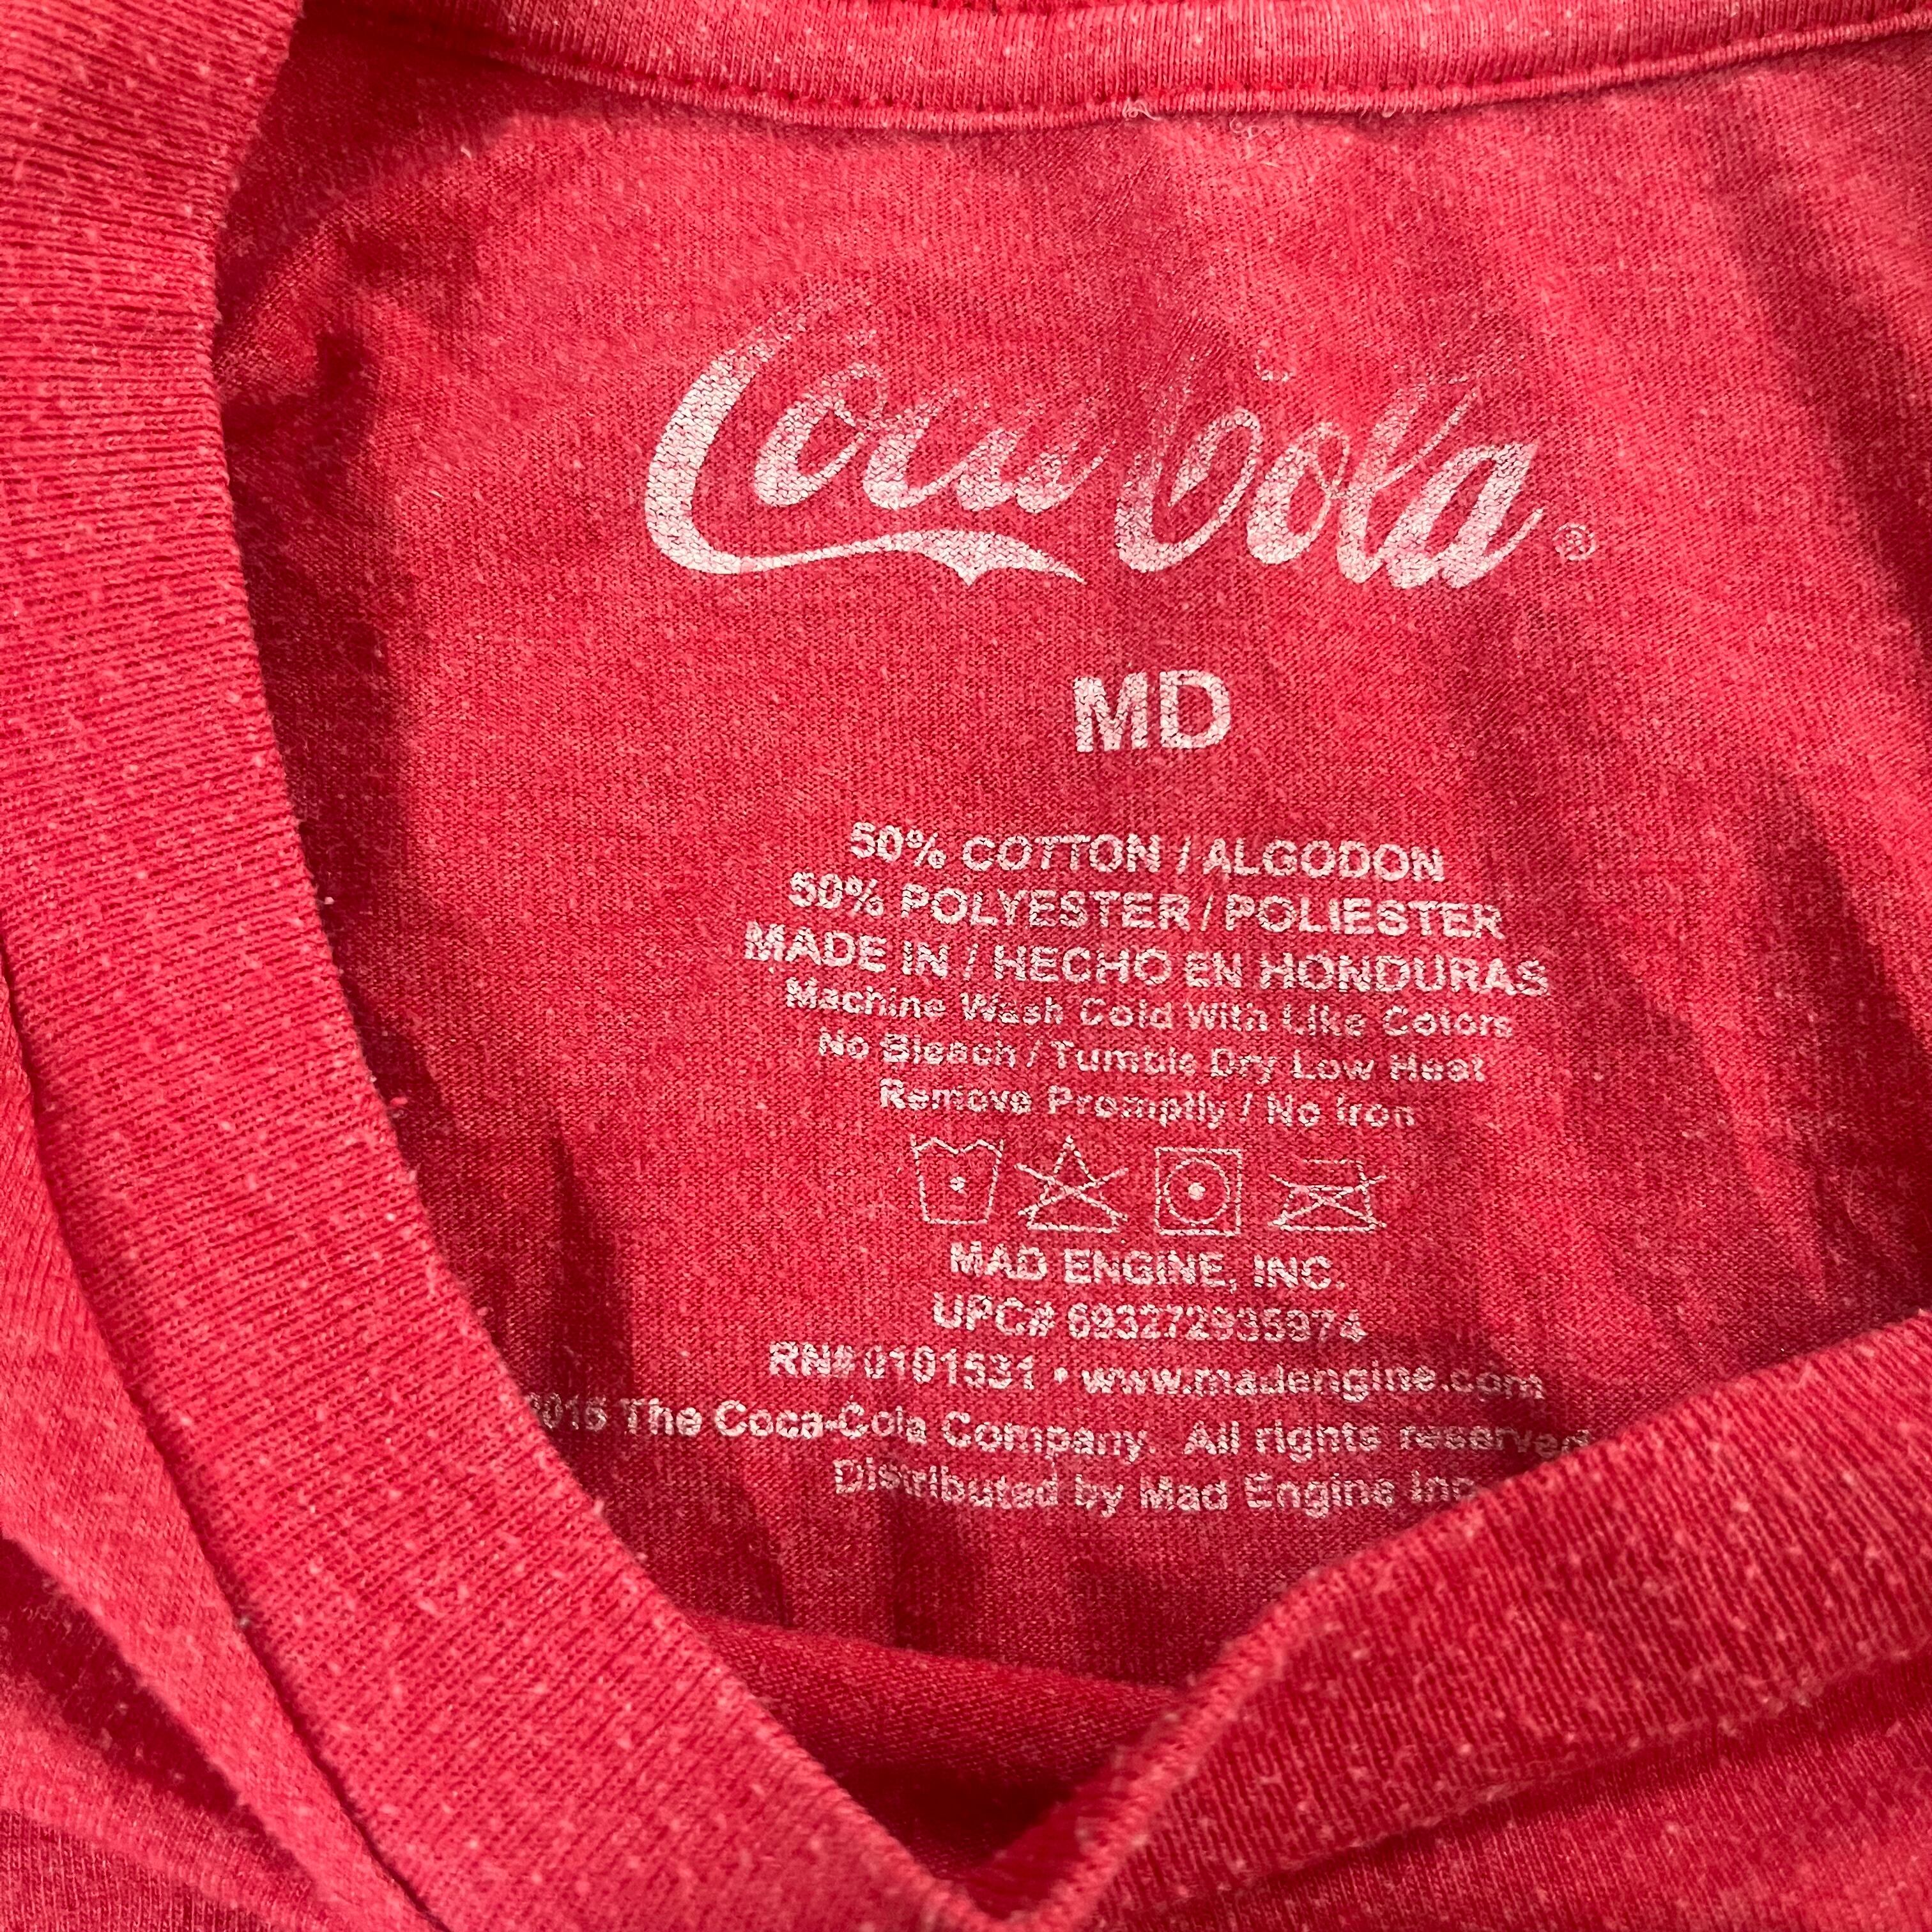 Coca-Cola®
MD
50% COTTON / ALGODON
50% POLYESTER / POLIESTER
MADE IN / HECHO EN HONDURAS
Machine Wash Cold With Like Colors
No Bleach / Tumble Dry Low Heat
Remove Promptly / No Iron
MAD ENGINE, INC.
UPC#
RN# 0101531 • www.madengine.com
The Coca-Cola Company. All rights reserved
Distributed by Mad Engine Inc